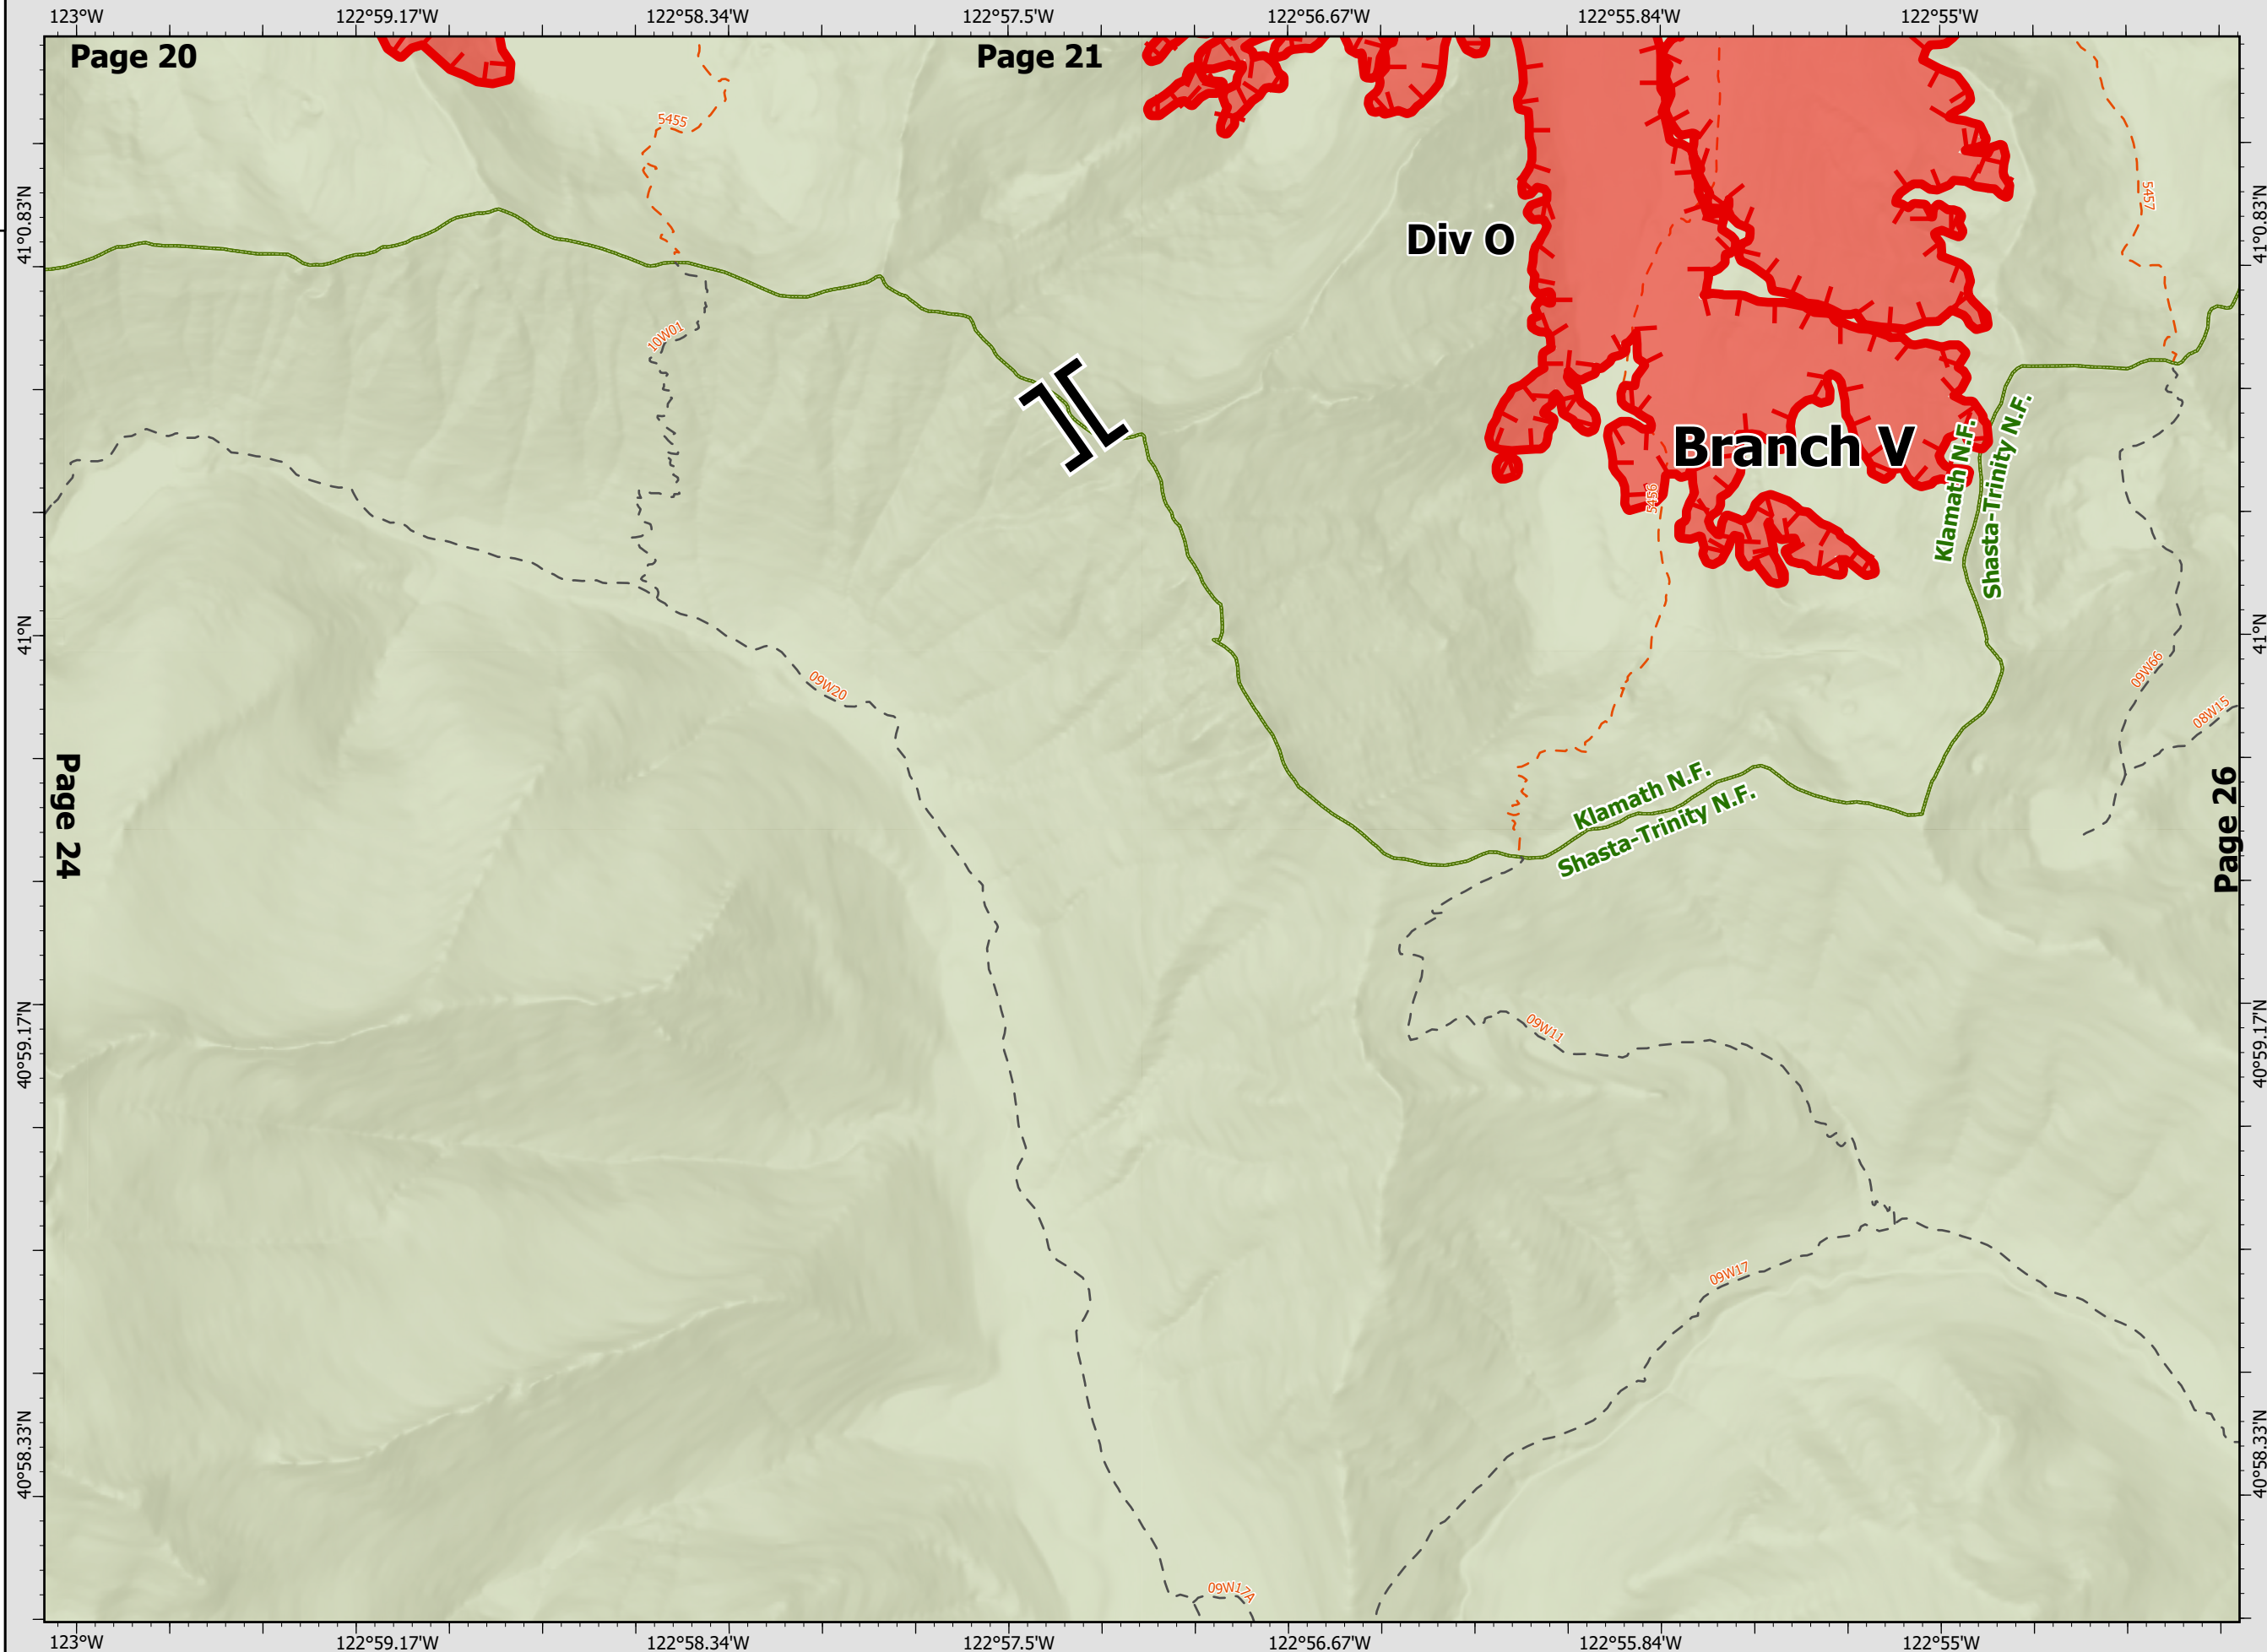 123°W 122°59.17'W 122°58.34'W 122°57.5'W 122°56.67'W 122°55.84'W 122°55'W
Page 20
Page 21
5455
5457
41°0.83'N
41°0.83'N
Div O
10W01
Branch V
Klamath N.F.
Shasta-Trinity N.F.
5456
41°N
41°N
09W20
09W66
08W15
Page 24
Page 26
Klamath N.F.
Shasta-Trinity N.F.
09W11
40°59.17'N
40°59.17'N
09W17
40°58.33'N
40°58.33'N
09W17A
123°W 122°59.17'W 122°58.34'W 122°57.5'W 122°56.67'W 122°55.84'W 122°55'W